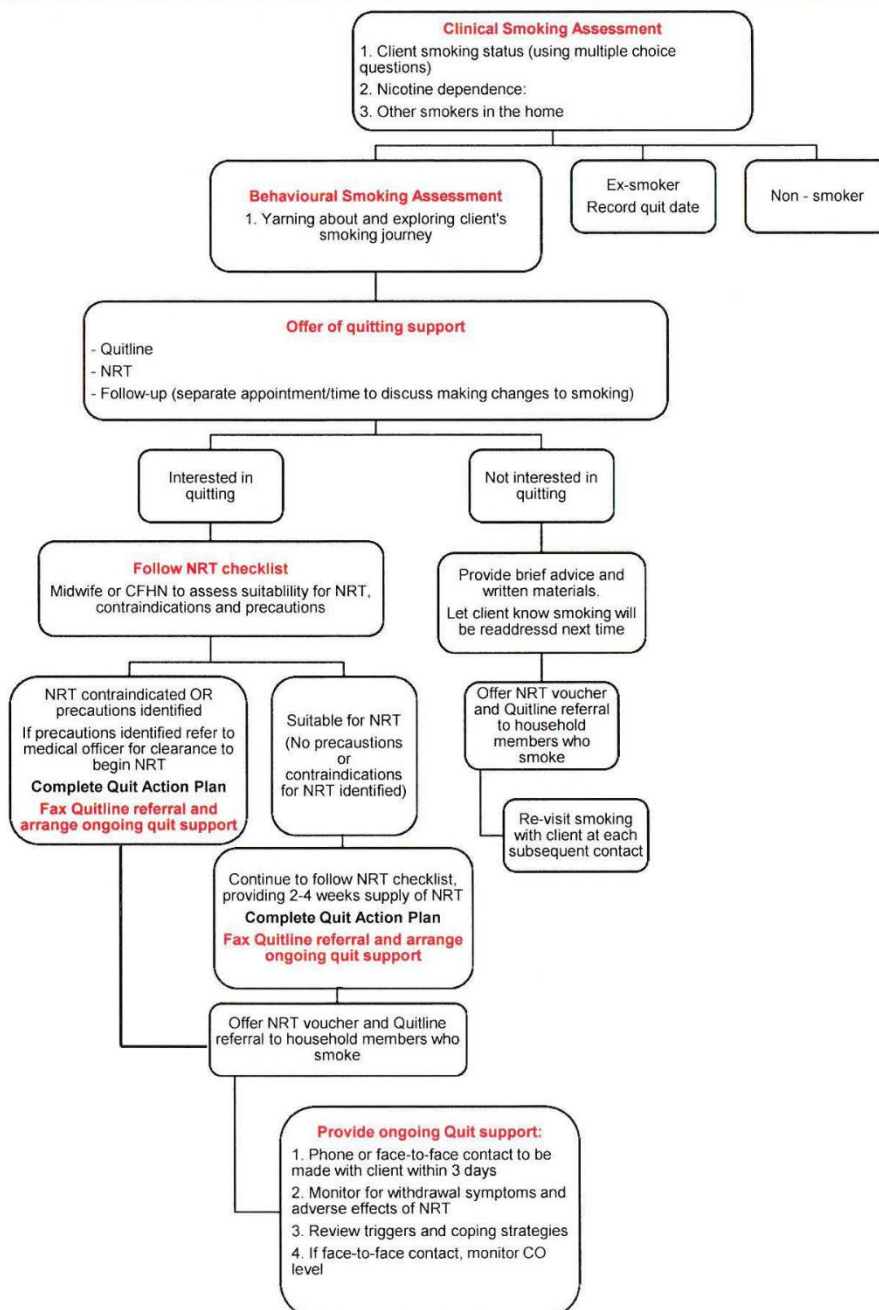 Clinical Smoking Assessment
1. Client smoking status (using multiple choice
questions)
2. Nicotine dependence:
3. Other smokers in the home
Behavioural Smoking Assessment
1. Yarning about and exploring client's
smoking journey
Ex-smoker
Record quit date
Non - smoker
Offer of quitting support
- Quitline
- NRT
- Follow-up (separate appointment/time to discuss making changes to smoking)
Interested in
quitting
Not interested in
quitting
Follow NRT checklist
Midwife or CFHN to assess suitablility for NRT,
contraindications and precautions
Provide brief advice and
written materials.
Let client know smoking will
be readdressd next time
NRT contraindicated OR
precautions identified
If precautions identified refer to
medical officer for clearance to
begin NRT
Complete Quit Action Plan
Fax Quitline referral and
arrange ongoing quit support
Suitable for NRT
(No precaustions
or
contraindications
for NRT identified)
Offer NRT voucher
and Quitline referral
to household
members who
smoke
Re-visit smoking
with client at each
subsequent contact
Continue to follow NRT checklist,
providing 2-4 weeks supply of NRT
Complete Quit Action Plan
Fax Quitline referral and arrange
ongoing quit support
Offer NRT voucher and Quitline
referral to household members who
smoke
Provide ongoing Quit support:
1. Phone or face-to-face contact to be
made with client within 3 days
2. Monitor for withdrawal symptoms and
adverse effects of NRT
3. Review triggers and coping strategies
4. If face-to-face contact, monitor CO
level